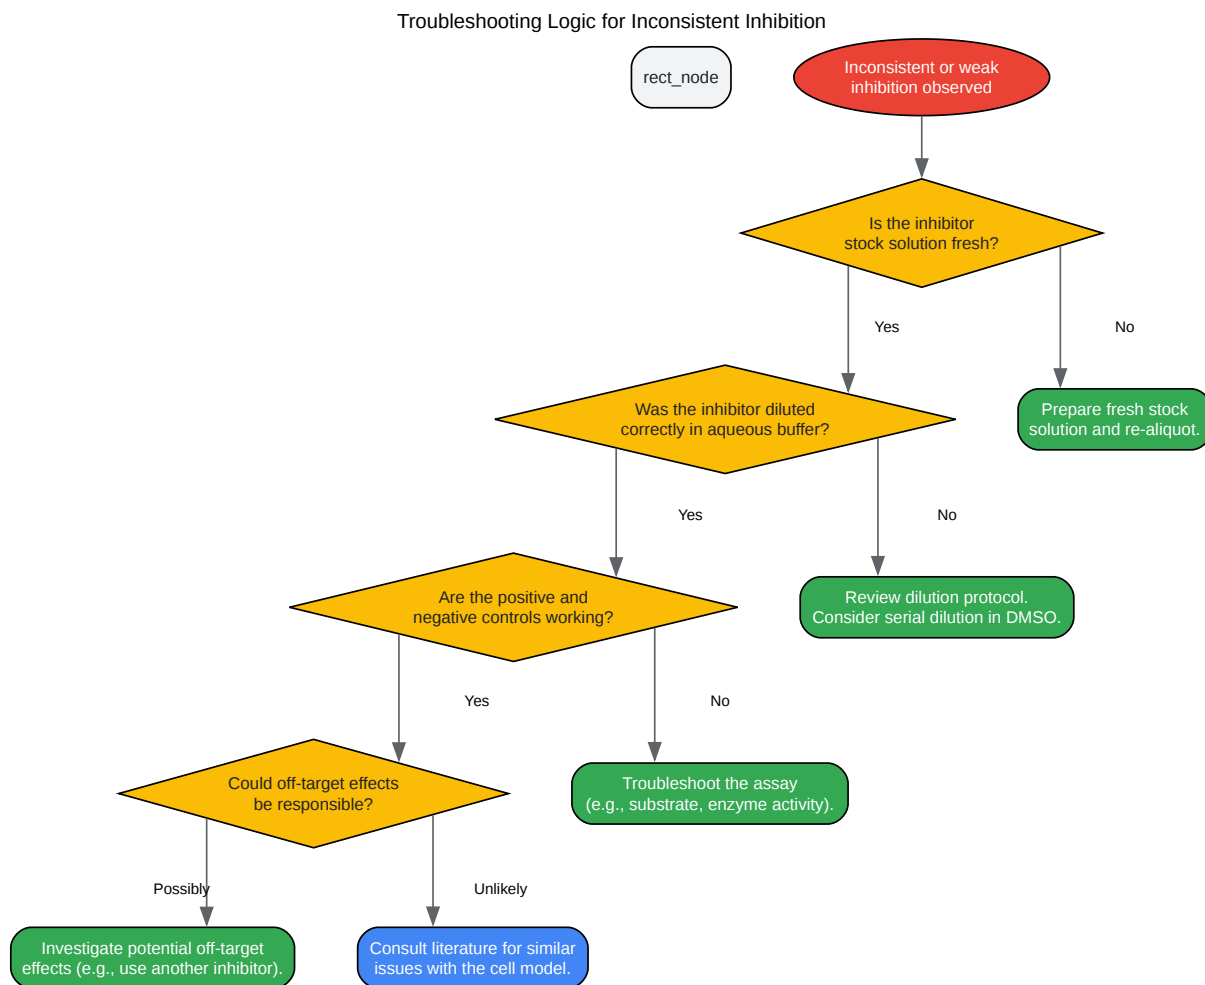 Troubleshooting Logic for Inconsistent Inhibition
rect_node
Inconsistent or weak
inhibition observed
Is the inhibitor
stock solution fresh?
Yes
No
Was the inhibitor diluted
correctly in aqueous buffer?
Prepare fresh stock
solution and re-aliquot.
Yes
No
Are the positive and
negative controls working?
Review dilution protocol.
Consider serial dilution in DMSO.
Yes
No
Could off-target effects
be responsible?
Troubleshoot the assay
(e.g., substrate, enzyme activity).
Possibly
Unlikely
Investigate potential off-target
effects (e.g., use another inhibitor).
Consult literature for similar
issues with the cell model.